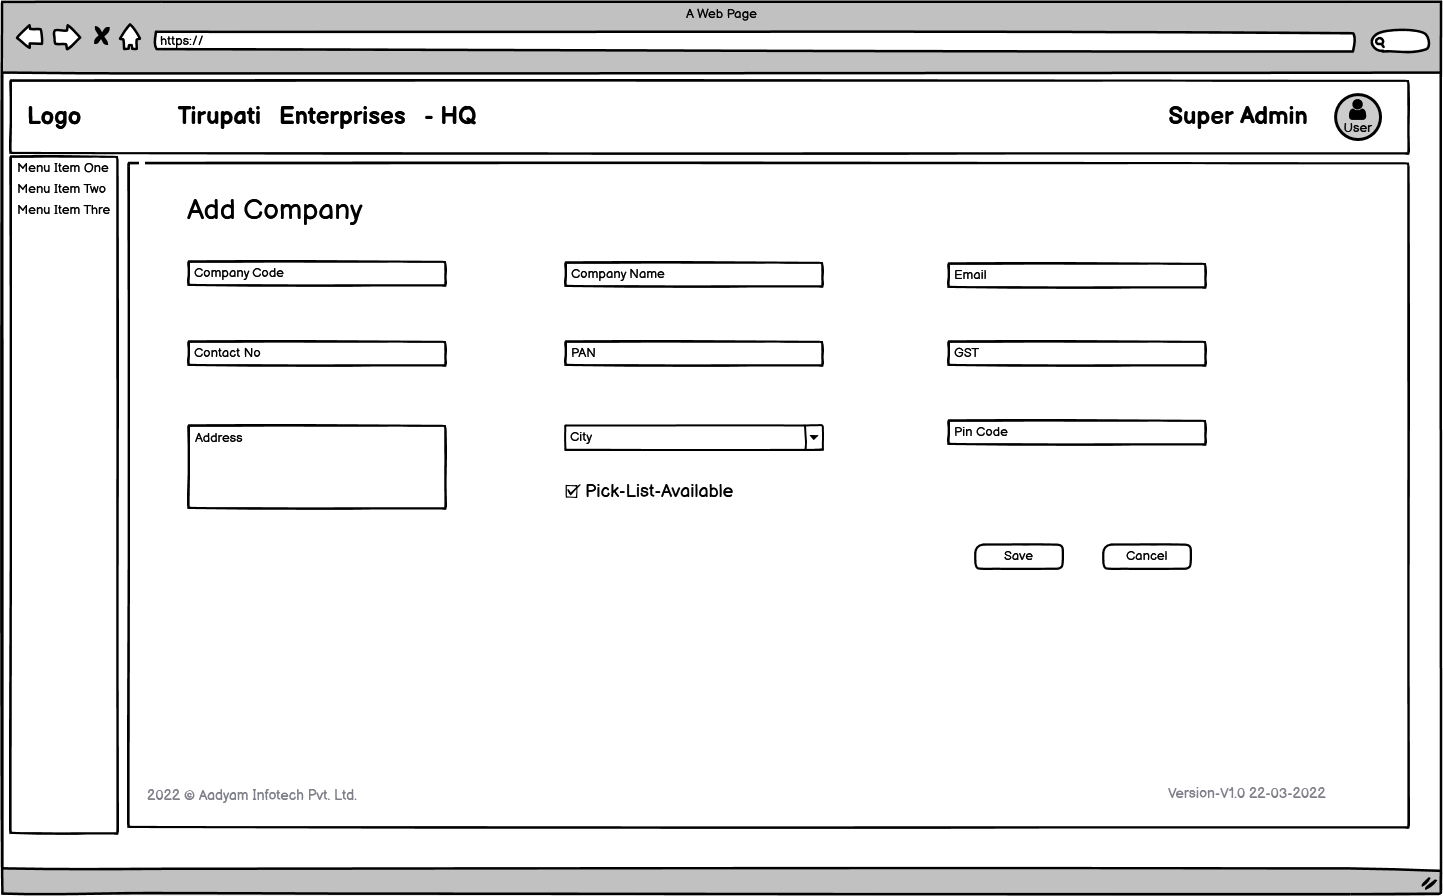 A Web Page
https://
Logo
Tirupati Enterprises - HQ
Super Admin
User
Menu Item One
Menu Item Two
Menu Item Thre
Add Company
Company Code
Company Name
Email
Contact No
PAN
GST
Address
City
Pin Code
Pick-List-Available
Save
Cancel
2022 © Aadyam Infotech Pvt. Ltd.
Version-V1.0 22-03-2022